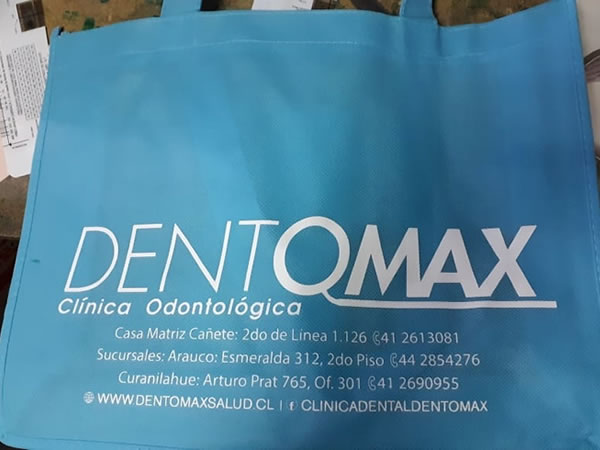 DENTOMAX
Clínica Odontológica
Casa Matriz Cañete: 2do de Línea 1.126 41 2613081
Sucursales: Arauco: Esmeralda 312, 2do Piso 44 2854276
Curanilahue: Arturo Prat 765, Of. 301 41 2690955
WWW.DENTOMAXSALUD.CL | f CLINICADENTALDENTOMAX